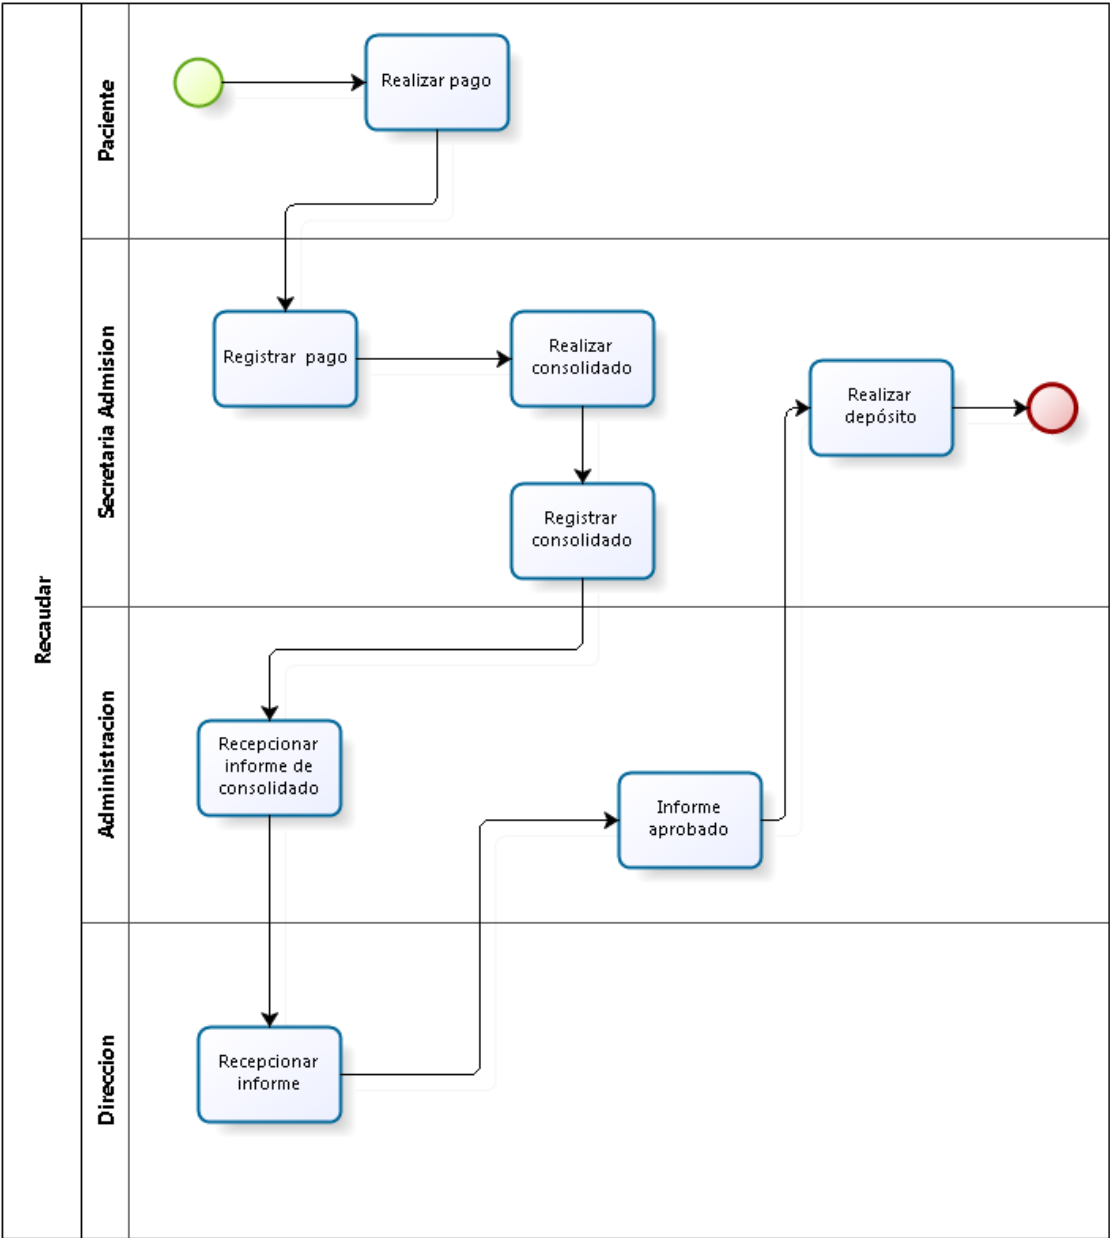 Recaudar
Paciente
Realizar pago
Secretaria Admision
Registrar pago
Realizar
consolidado
Registrar
consolidado
Realizar
depósito
Administracion
Recepcionar
informe de
consolidado
Informe
aprobado
Direccion
Recepcionar
informe